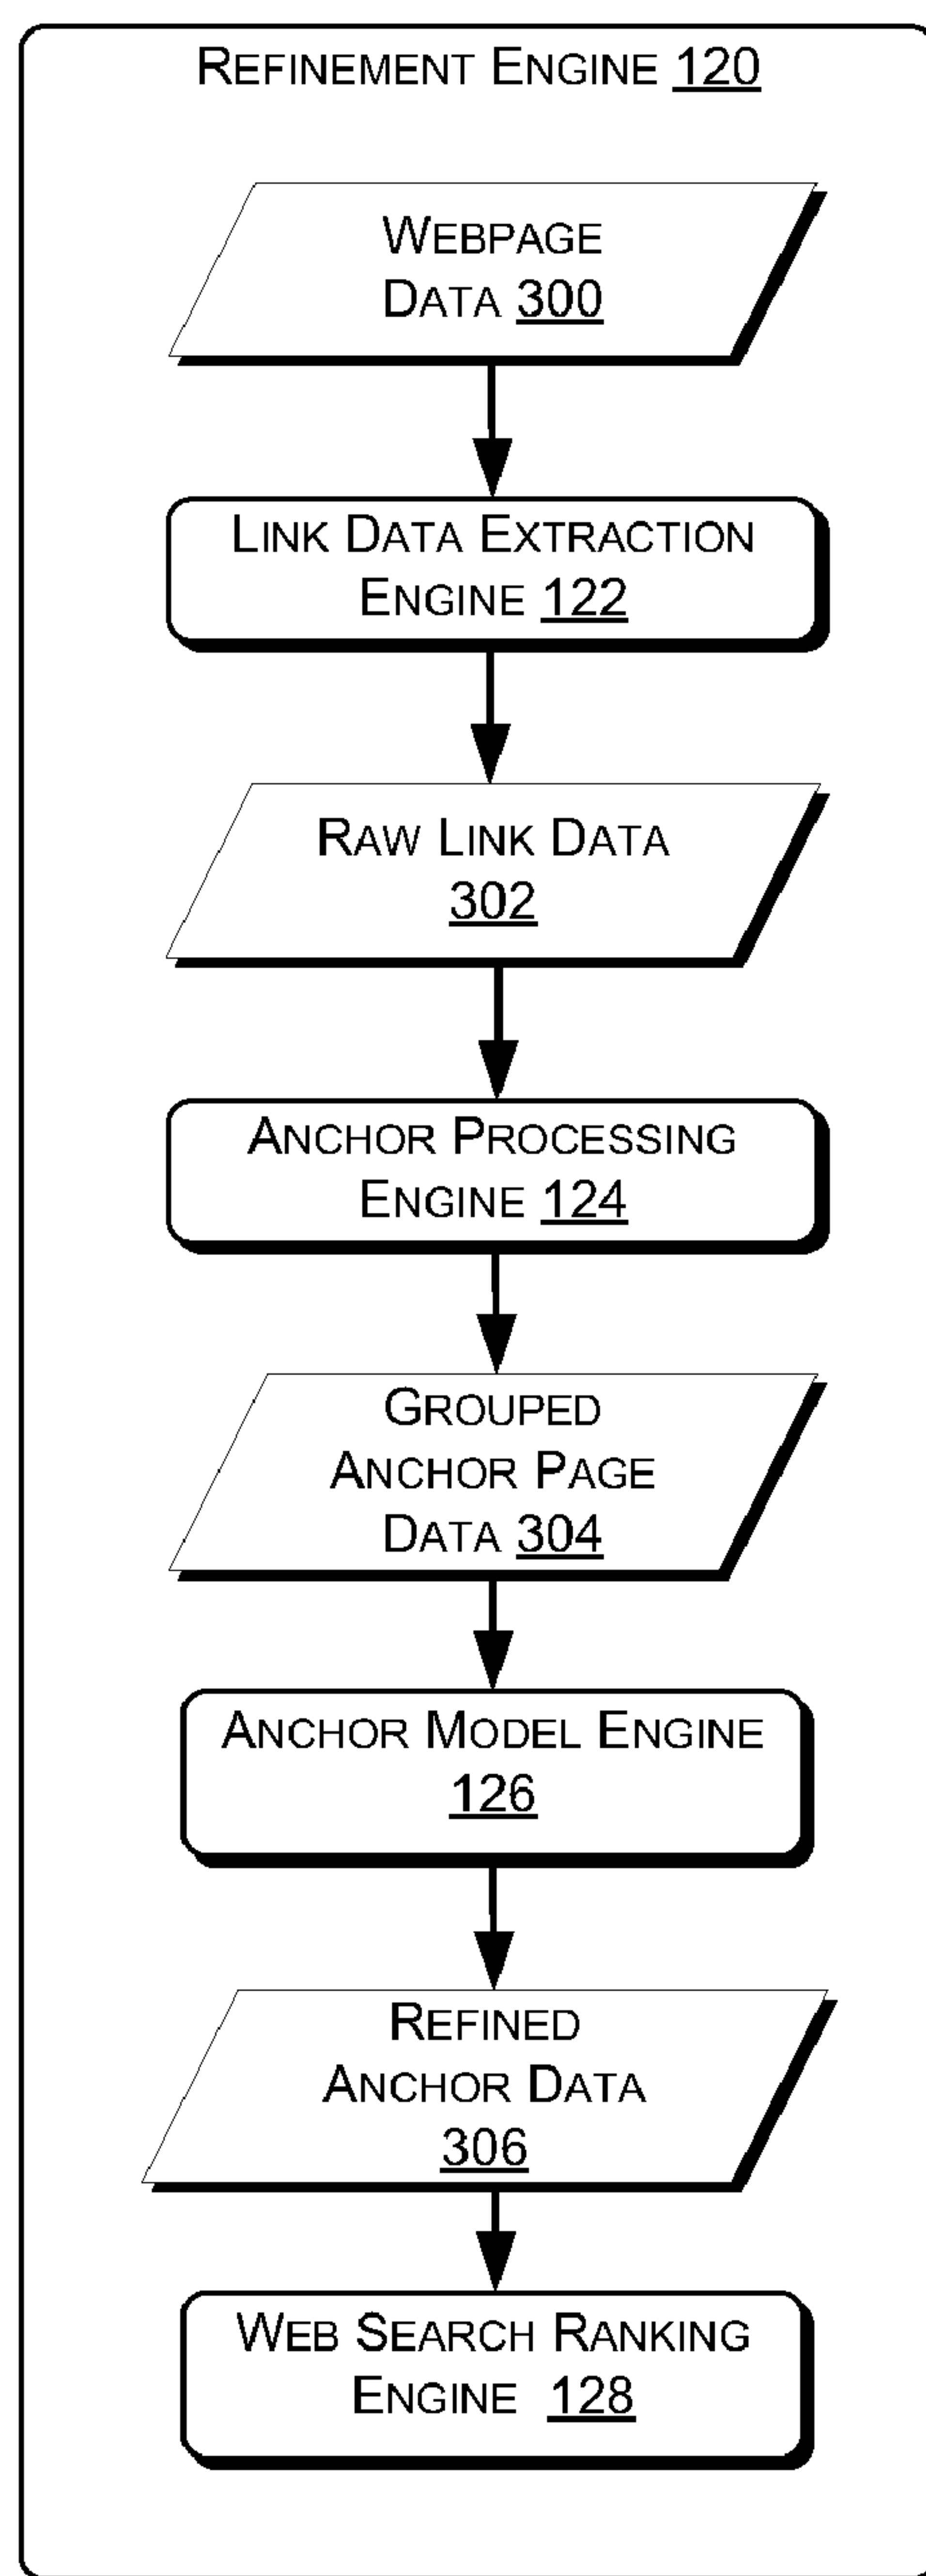 REFINEMENT ENGINE 120
WEBPAGE
DATA 300
LINK DATA EXTRACTION
ENGINE 122
RAW LINK DATA
302
ANCHOR PROCESSING
ENGINE 124
GROUPED
ANCHOR PAGE
DATA 304
ANCHOR MODEL ENGINE
126
REFINED
ANCHOR DATA
306
WEB SEARCH RANKING
ENGINE 128